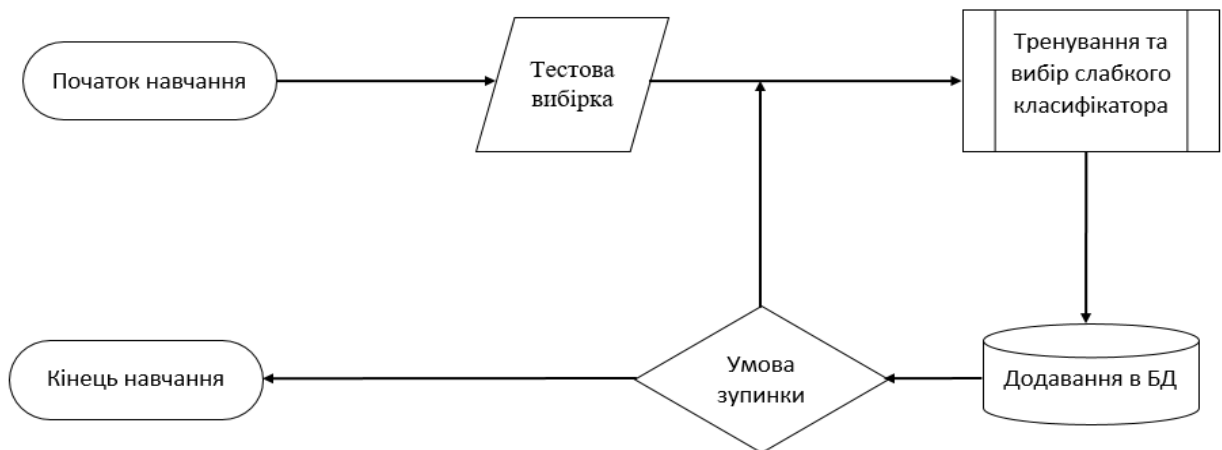 Початок навчання
Тестова
вибірка
Тренування та
вибір слабкого
класифікатора
Кінець навчання
Умова
зупинки
Додавання в БД